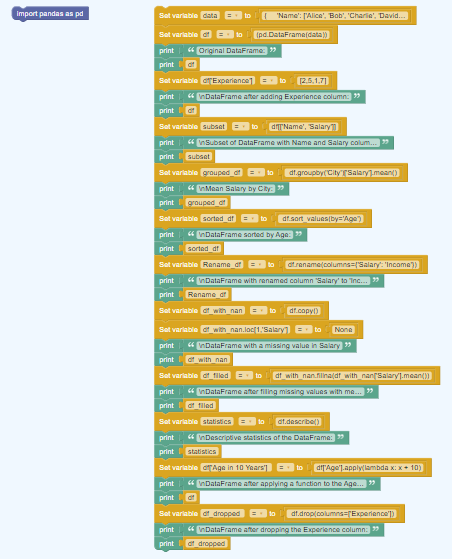 import pandas as pd
Set variable data = to ( 'Name': ['Alice', 'Bob', 'Charlie', 'David...
Set variable df = to (pd.DataFrame(data))
print “ Original DataFrame: ”
print df
Set variable df['Experience'] = to [2,5,1,7]
print “ \nDataFrame after adding Experience column: ”
print df
Set variable subset = to df[['Name', 'Salary']]
print “ \nSubset of DataFrame with Name and Salary colum... ”
print subset
Set variable grouped_df = to df.groupby('City')['Salary'].mean()
print “ \nMean Salary by City: ”
print grouped_df
Set variable sorted_df = to df.sort_values(by='Age')
print “ \nDataFrame sorted by Age: ”
print sorted_df
Set variable Rename_df = to df.rename(columns={'Salary': 'Income'})
print “ \nDataFrame with renamed column 'Salary' to 'Inc... ”
print Rename_df
Set variable df_with_nan = to df.copy()
Set variable df_with_nan.loc[1,'Salary'] = to None
print “ \nDataFrame with a missing value in Salary ”
print df_with_nan
Set variable df_filled = to df_with_nan.fillna(df_with_nan['Salary'].mean())
print “ \nDataFrame after filling missing values with me... ”
print df_filled
Set variable statistics = to df.describe()
print “ \nDescriptive statistics of the DataFrame: ”
print statistics
Set variable df['Age in 10 Years'] = to df['Age'].apply(lambda x: x + 10)
print “ \nDataFrame after applying a function to the Age... ”
print df
Set variable df_dropped = to df.drop(columns=['Experience'])
print “ \nDataFrame after dropping the Experience column: ”
print df_dropped